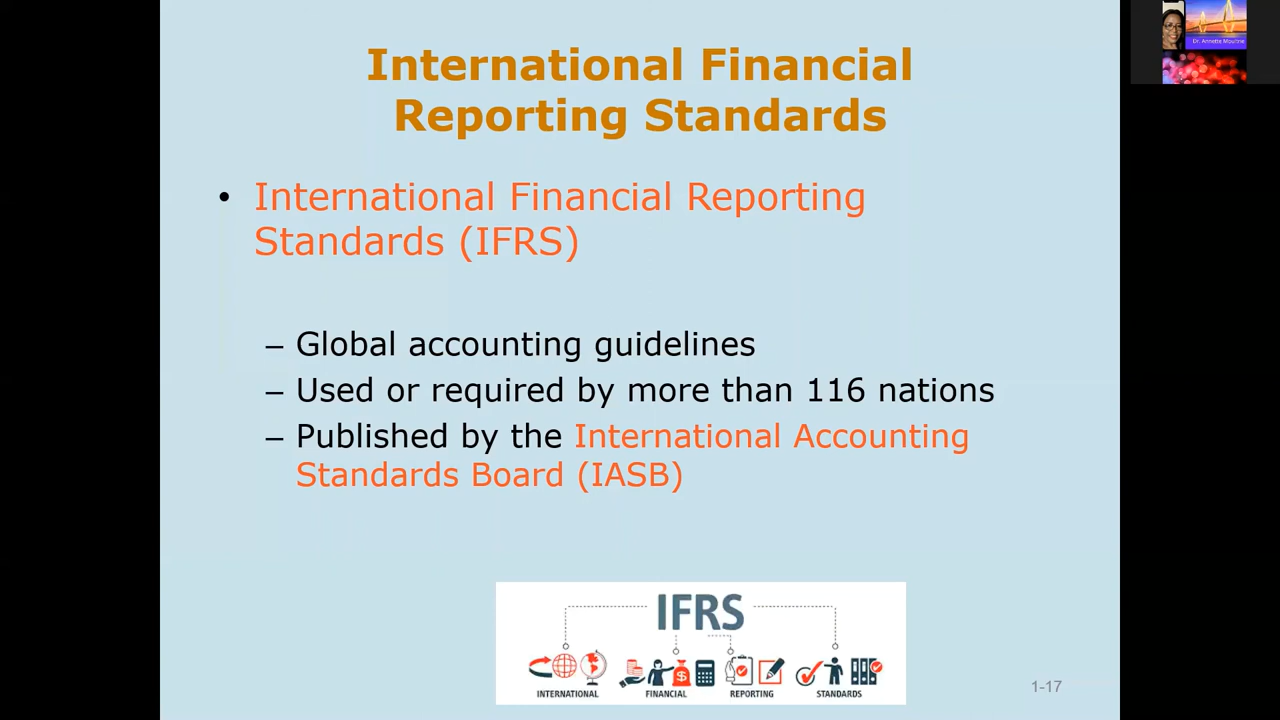 International Financial
Reporting Standards
• International Financial Reporting
Standards (IFRS)
– Global accounting guidelines
– Used or required by more than 116 nations
– Published by the International Accounting
Standards Board (IASB)
IFRS
INTERNATIONAL FINANCIAL REPORTING STANDARDS
1-17